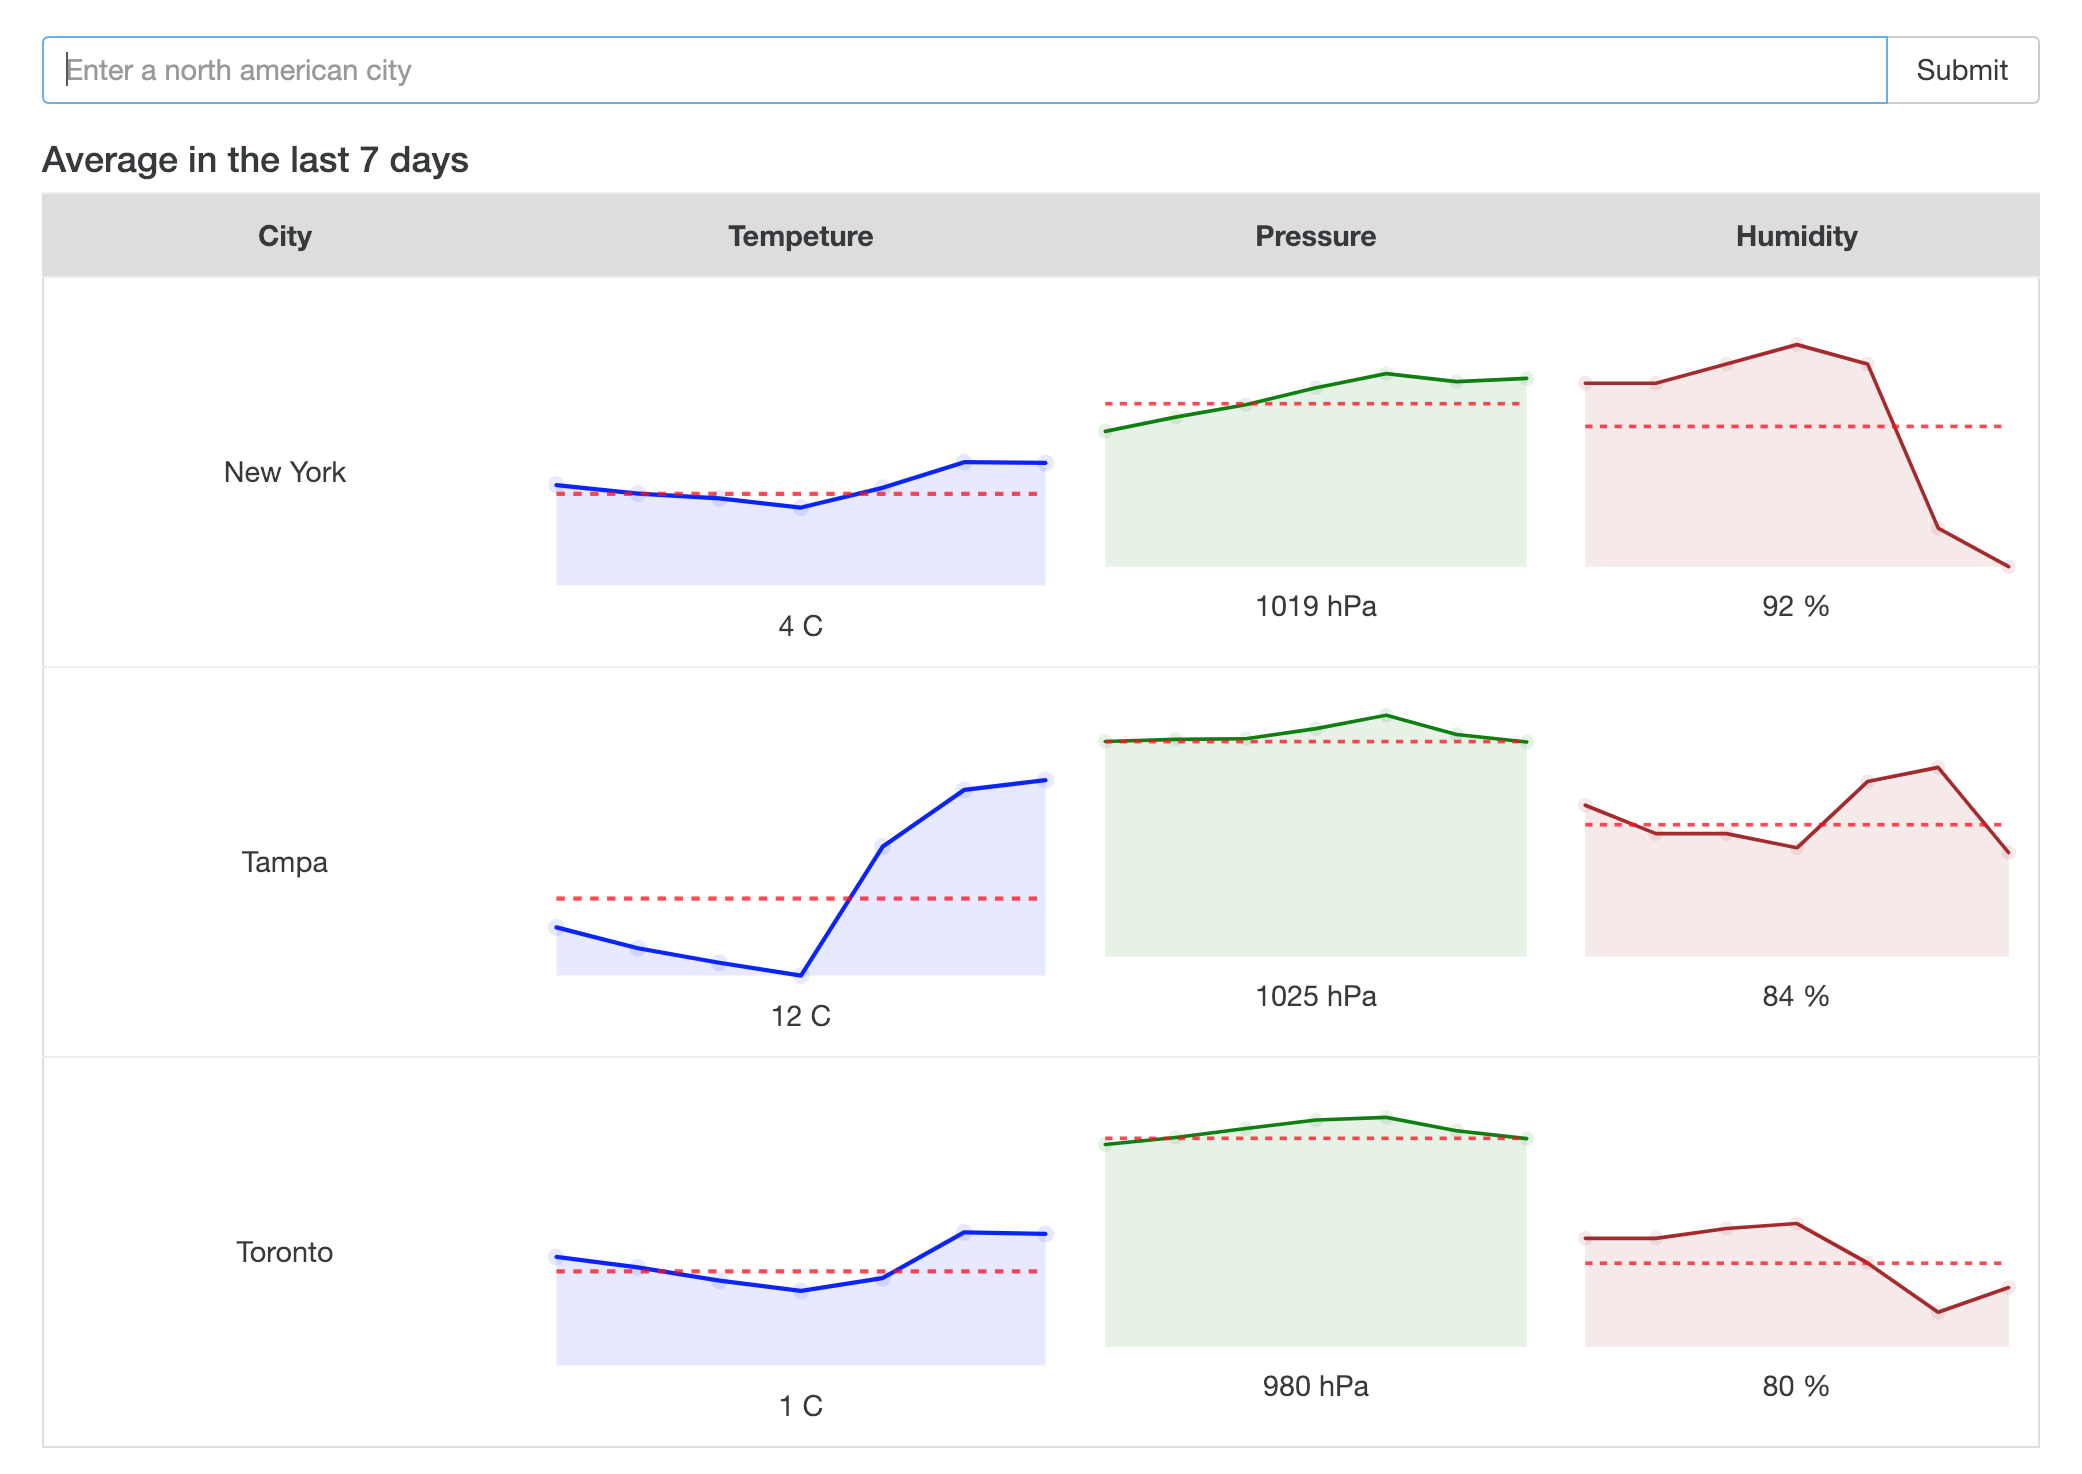 Enter a north american city
Submit
Average in the last 7 days
City Tempeture Pressure Humidity
New York
4 C
1019 hPa
92 %
Tampa
12 C
1025 hPa
84 %
Toronto
1 C
980 hPa
80 %